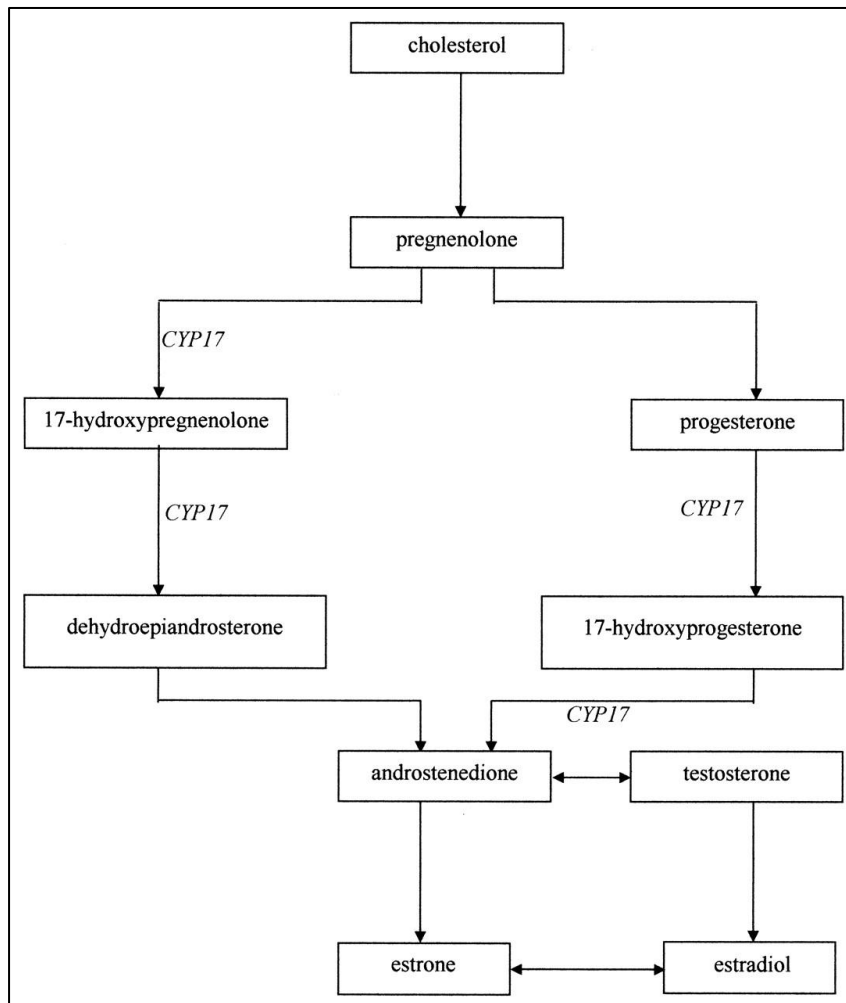 cholesterol
pregnenolone
CYP17
17-hydroxypregnenolone
progesterone
CYP17
CYP17
dehydroepiandrosterone
17-hydroxyprogesterone
CYP17
androstenedione
testosterone
estrone
estradiol